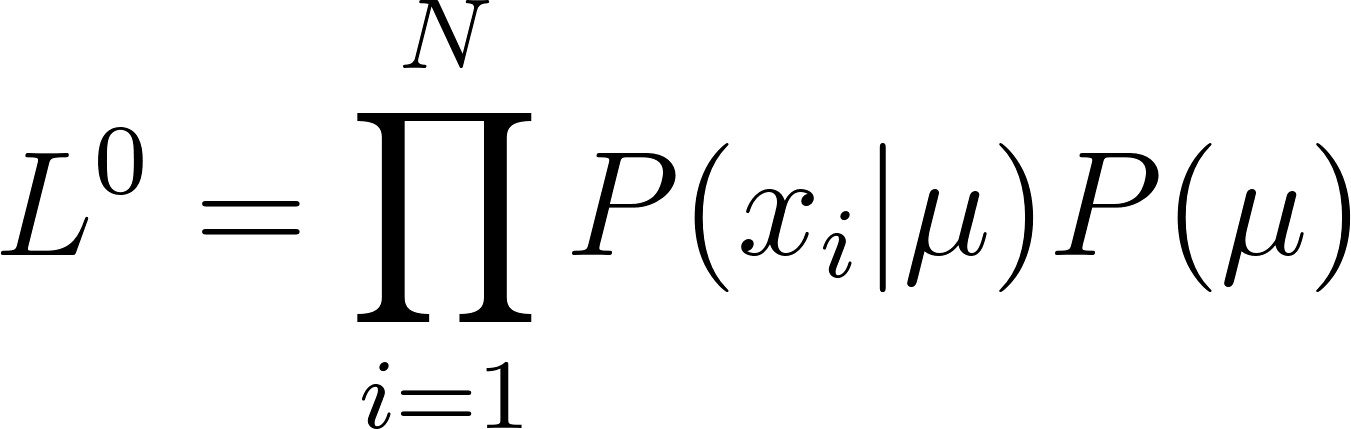 L^0 = \prod_{i=1}^{N} P(x_i|\mu)P(\mu)